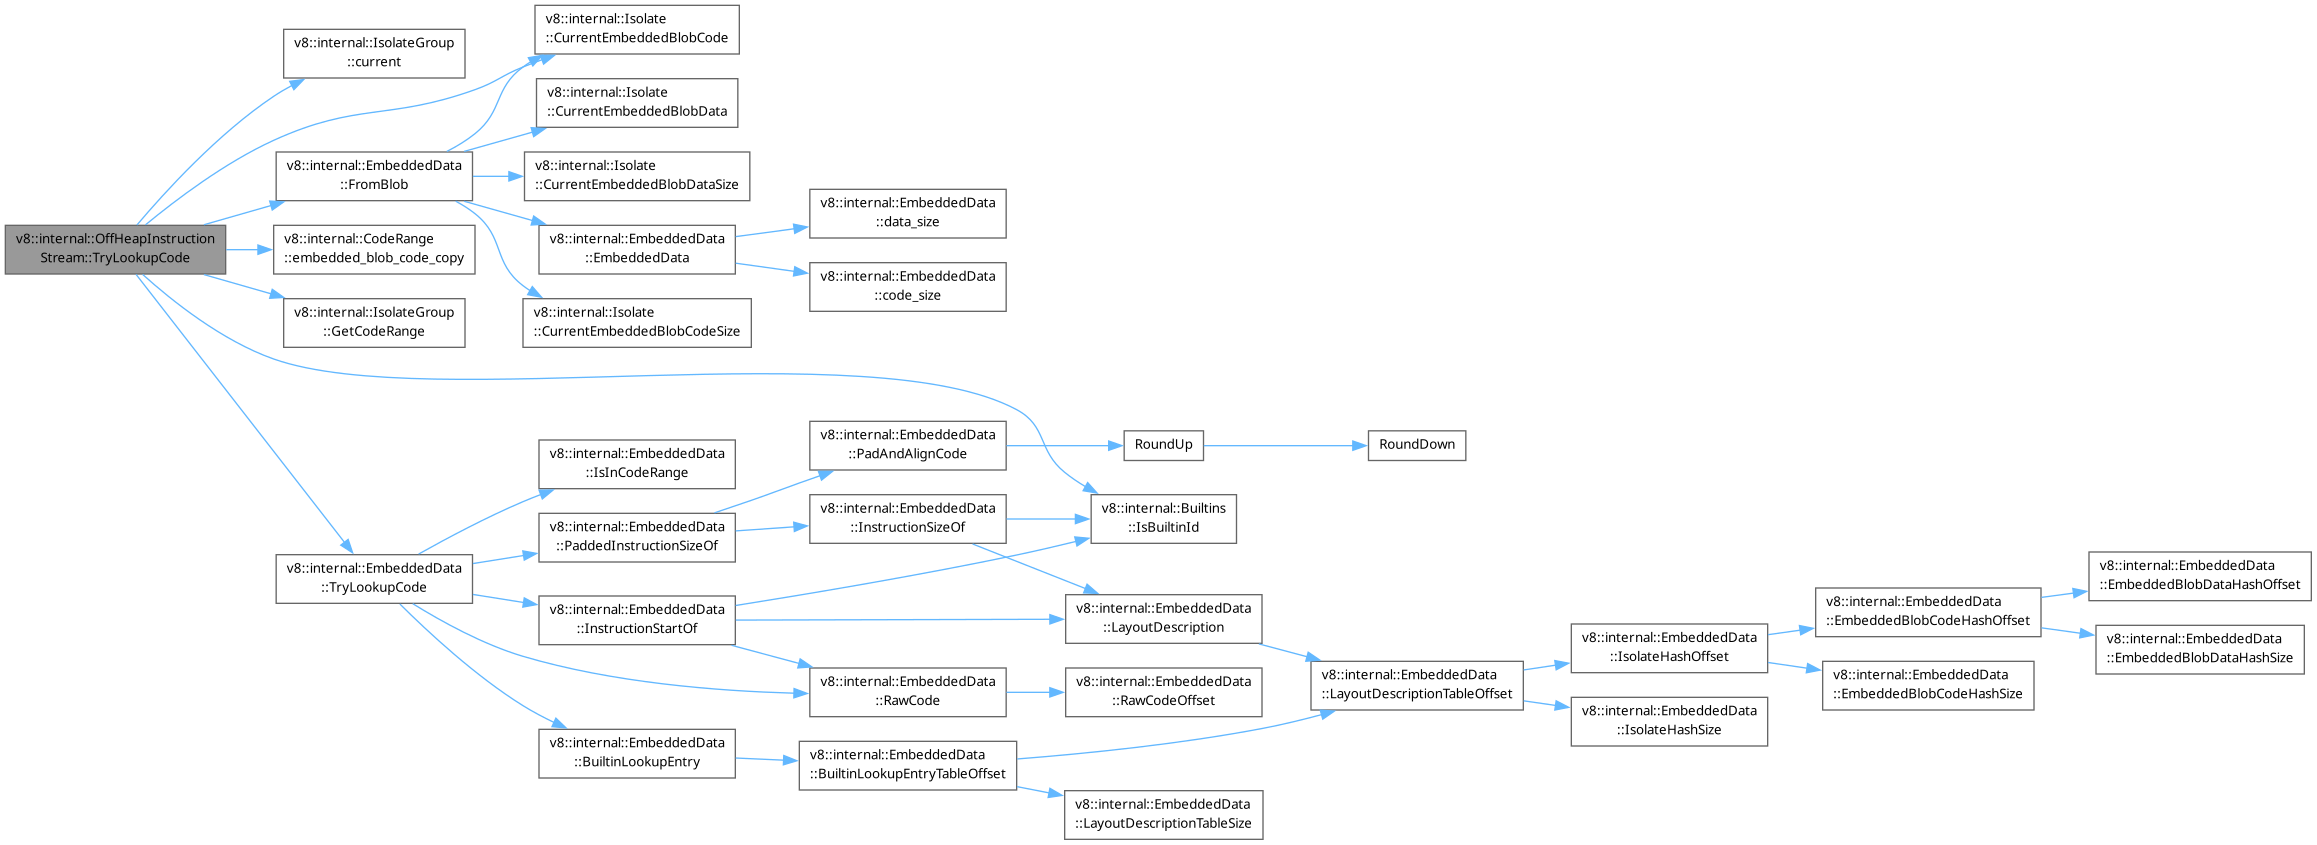 v8::internal::OffHeapInstruction
Stream::TryLookupCode
v8::internal::IsolateGroup
::current
v8::internal::EmbeddedData
::FromBlob
v8::internal::CodeRange
::embedded_blob_code_copy
v8::internal::IsolateGroup
::GetCodeRange
v8::internal::EmbeddedData
::TryLookupCode
v8::internal::Isolate
::CurrentEmbeddedBlobCode
v8::internal::Isolate
::CurrentEmbeddedBlobData
v8::internal::Isolate
::CurrentEmbeddedBlobDataSize
v8::internal::EmbeddedData
::EmbeddedData
v8::internal::Isolate
::CurrentEmbeddedBlobCodeSize
v8::internal::EmbeddedData
::IsInCodeRange
v8::internal::EmbeddedData
::PaddedInstructionSizeOf
v8::internal::EmbeddedData
::InstructionStartOf
v8::internal::EmbeddedData
::BuiltinLookupEntry
v8::internal::EmbeddedData
::data_size
v8::internal::EmbeddedData
::code_size
v8::internal::EmbeddedData
::PadAndAlignCode
v8::internal::EmbeddedData
::InstructionSizeOf
v8::internal::EmbeddedData
::RawCode
v8::internal::EmbeddedData
::BuiltinLookupEntryTableOffset
RoundUp
v8::internal::Builtins
::IsBuiltinId
v8::internal::EmbeddedData
::LayoutDescription
v8::internal::EmbeddedData
::RawCodeOffset
v8::internal::EmbeddedData
::LayoutDescriptionTableSize
RoundDown
v8::internal::EmbeddedData
::LayoutDescriptionTableOffset
v8::internal::EmbeddedData
::IsolateHashOffset
v8::internal::EmbeddedData
::IsolateHashSize
v8::internal::EmbeddedData
::EmbeddedBlobCodeHashOffset
v8::internal::EmbeddedData
::EmbeddedBlobCodeHashSize
v8::internal::EmbeddedData
::EmbeddedBlobDataHashOffset
v8::internal::EmbeddedData
::EmbeddedBlobDataHashSize